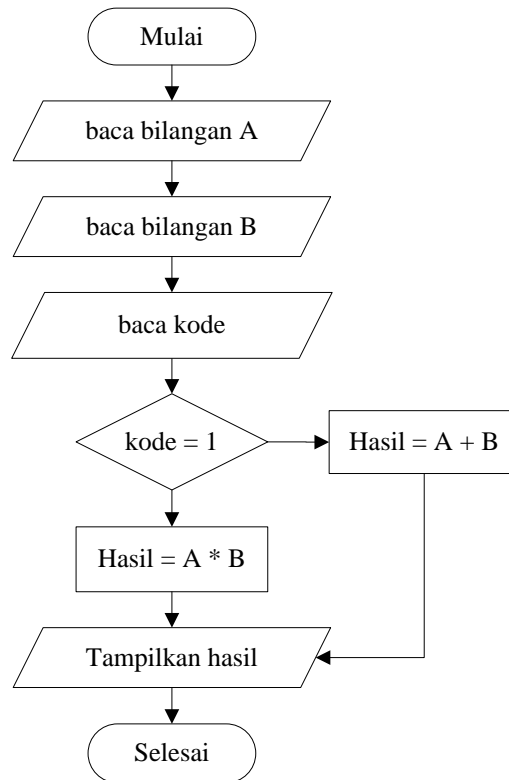 Mulai
baca bilangan A
baca bilangan B
baca kode
kode = 1
Hasil = A + B
Hasil = A * B
Tampilkan hasil
Selesai